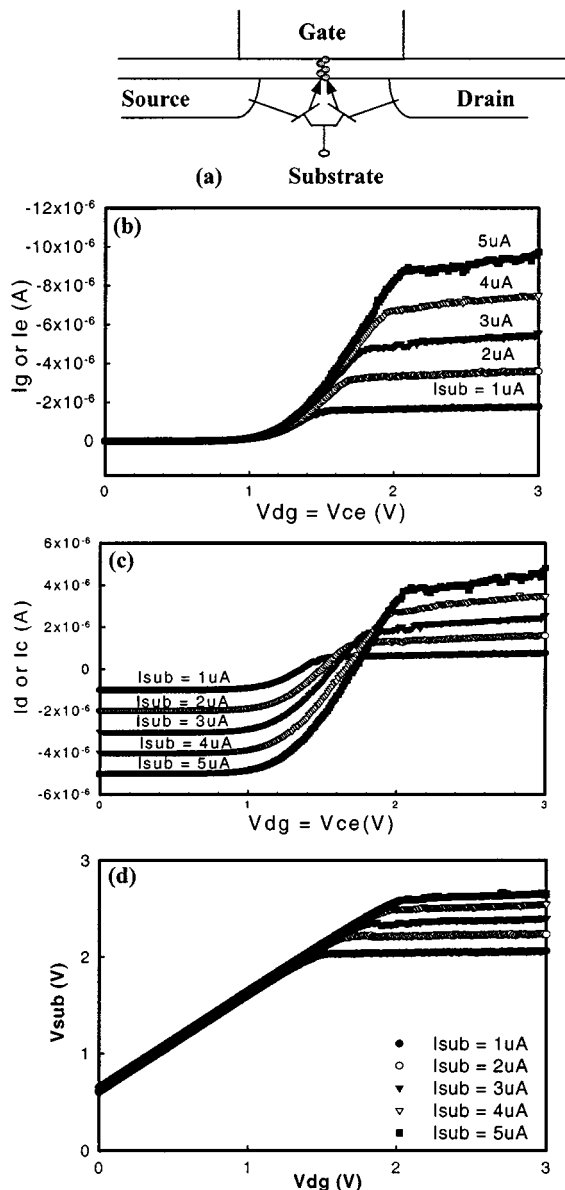 Gate
Source Drain
(a) Substrate
(b)
Ig or Ie (A)
-12x10⁻⁶
-10x10⁻⁶
-8x10⁻⁶
-6x10⁻⁶
-4x10⁻⁶
-2x10⁻⁶
0
5uA
4uA
3uA
2uA
Isub = 1uA
0 1 2 3
Vdg = Vce (V)
(c)
Id or Ic (A)
6x10⁻⁶
4x10⁻⁶
2x10⁻⁶
0
-2x10⁻⁶
-4x10⁻⁶
-6x10⁻⁶
Isub = 1uA
Isub = 2uA
Isub = 3uA
Isub = 4uA
Isub = 5uA
0 1 2 3
Vdg = Vce(V)
(d)
Vsub (V)
3
2
1
0
Isub = 1uA
Isub = 2uA
Isub = 3uA
Isub = 4uA
Isub = 5uA
0 1 2 3
Vdg (V)